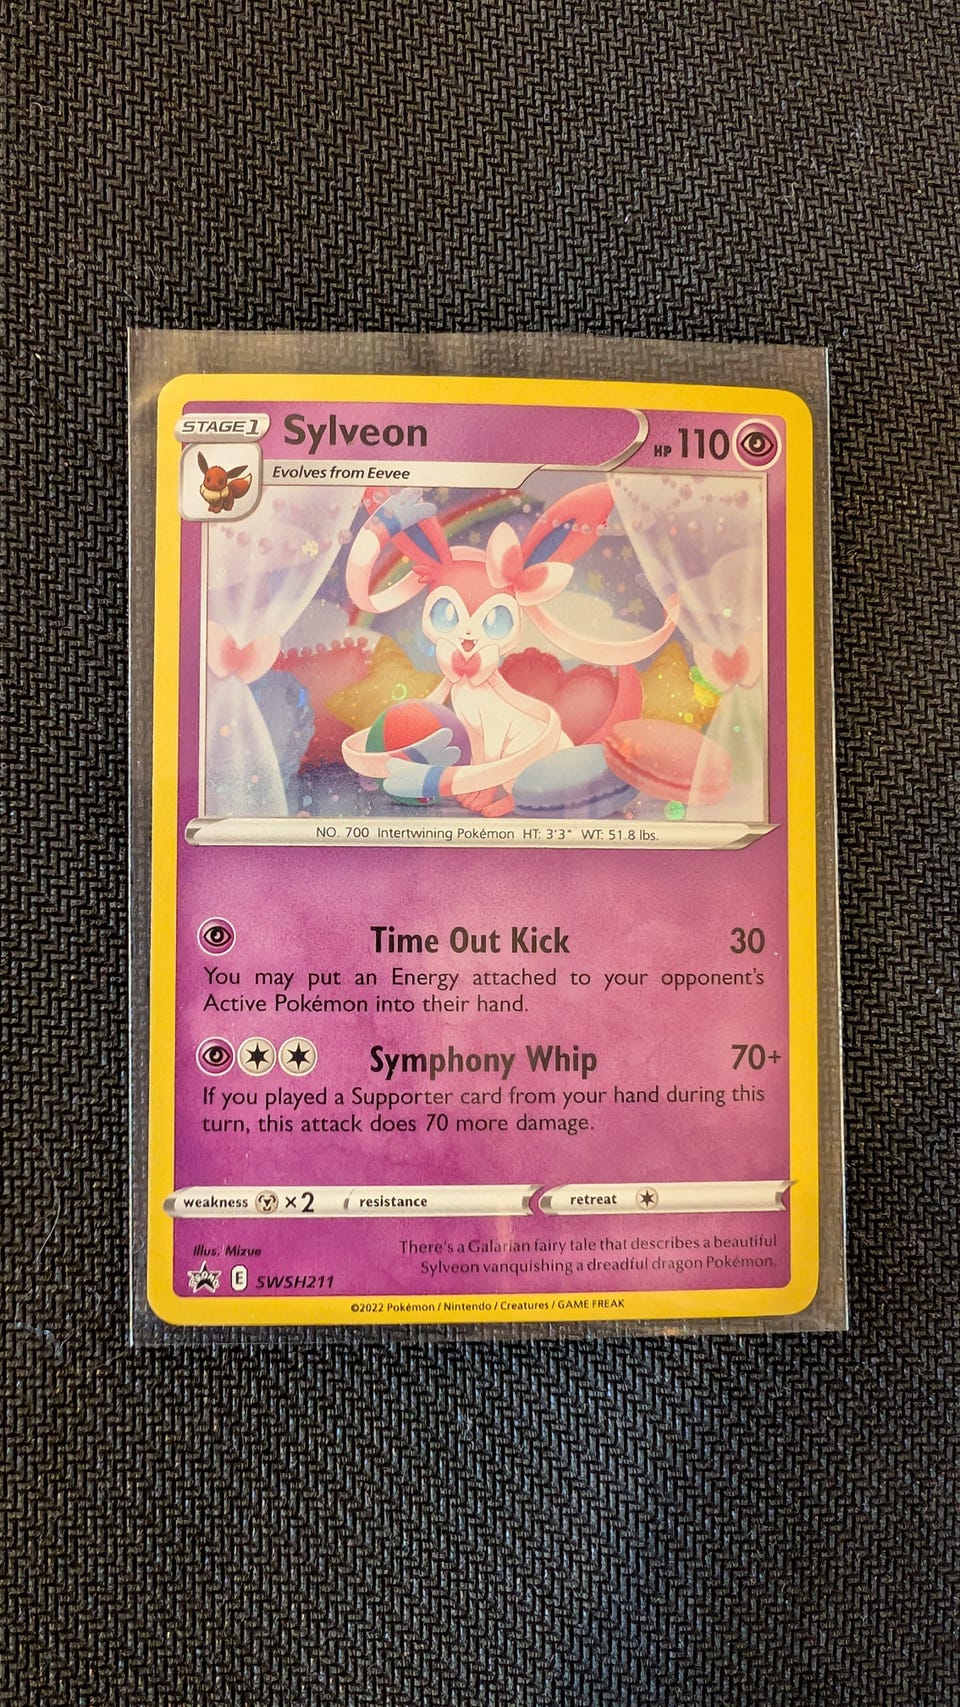 STAGE 1
Sylveon
HP 110
Evolves from Eevee
NO. 700 Intertwining Pokémon HT: 3'3" WT: 51.8 lbs.
Time Out Kick 30
You may put an Energy attached to your opponent's
Active Pokémon into their hand.
Symphony Whip 70+
If you played a Supporter card from your hand during this
turn, this attack does 70 more damage.
weakness ×2 resistance retreat
Illus. Mizue
There's a Galarian fairy tale that describes a beautiful
Sylveon vanquishing a dreadful dragon Pokémon.
E SWSH211
©2022 Pokémon / Nintendo / Creatures / GAME FREAK